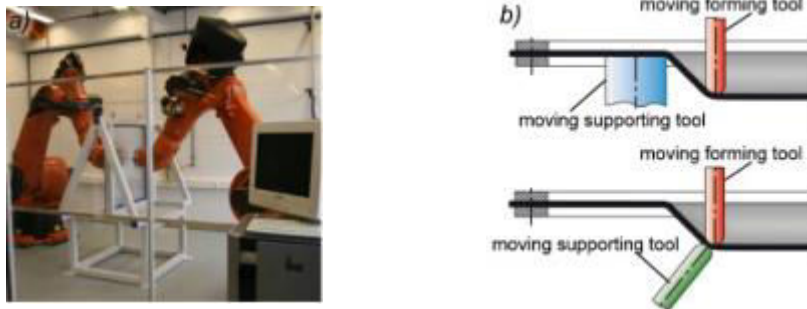 a)
b)
moving forming tool
moving supporting tool
moving forming tool
moving supporting tool